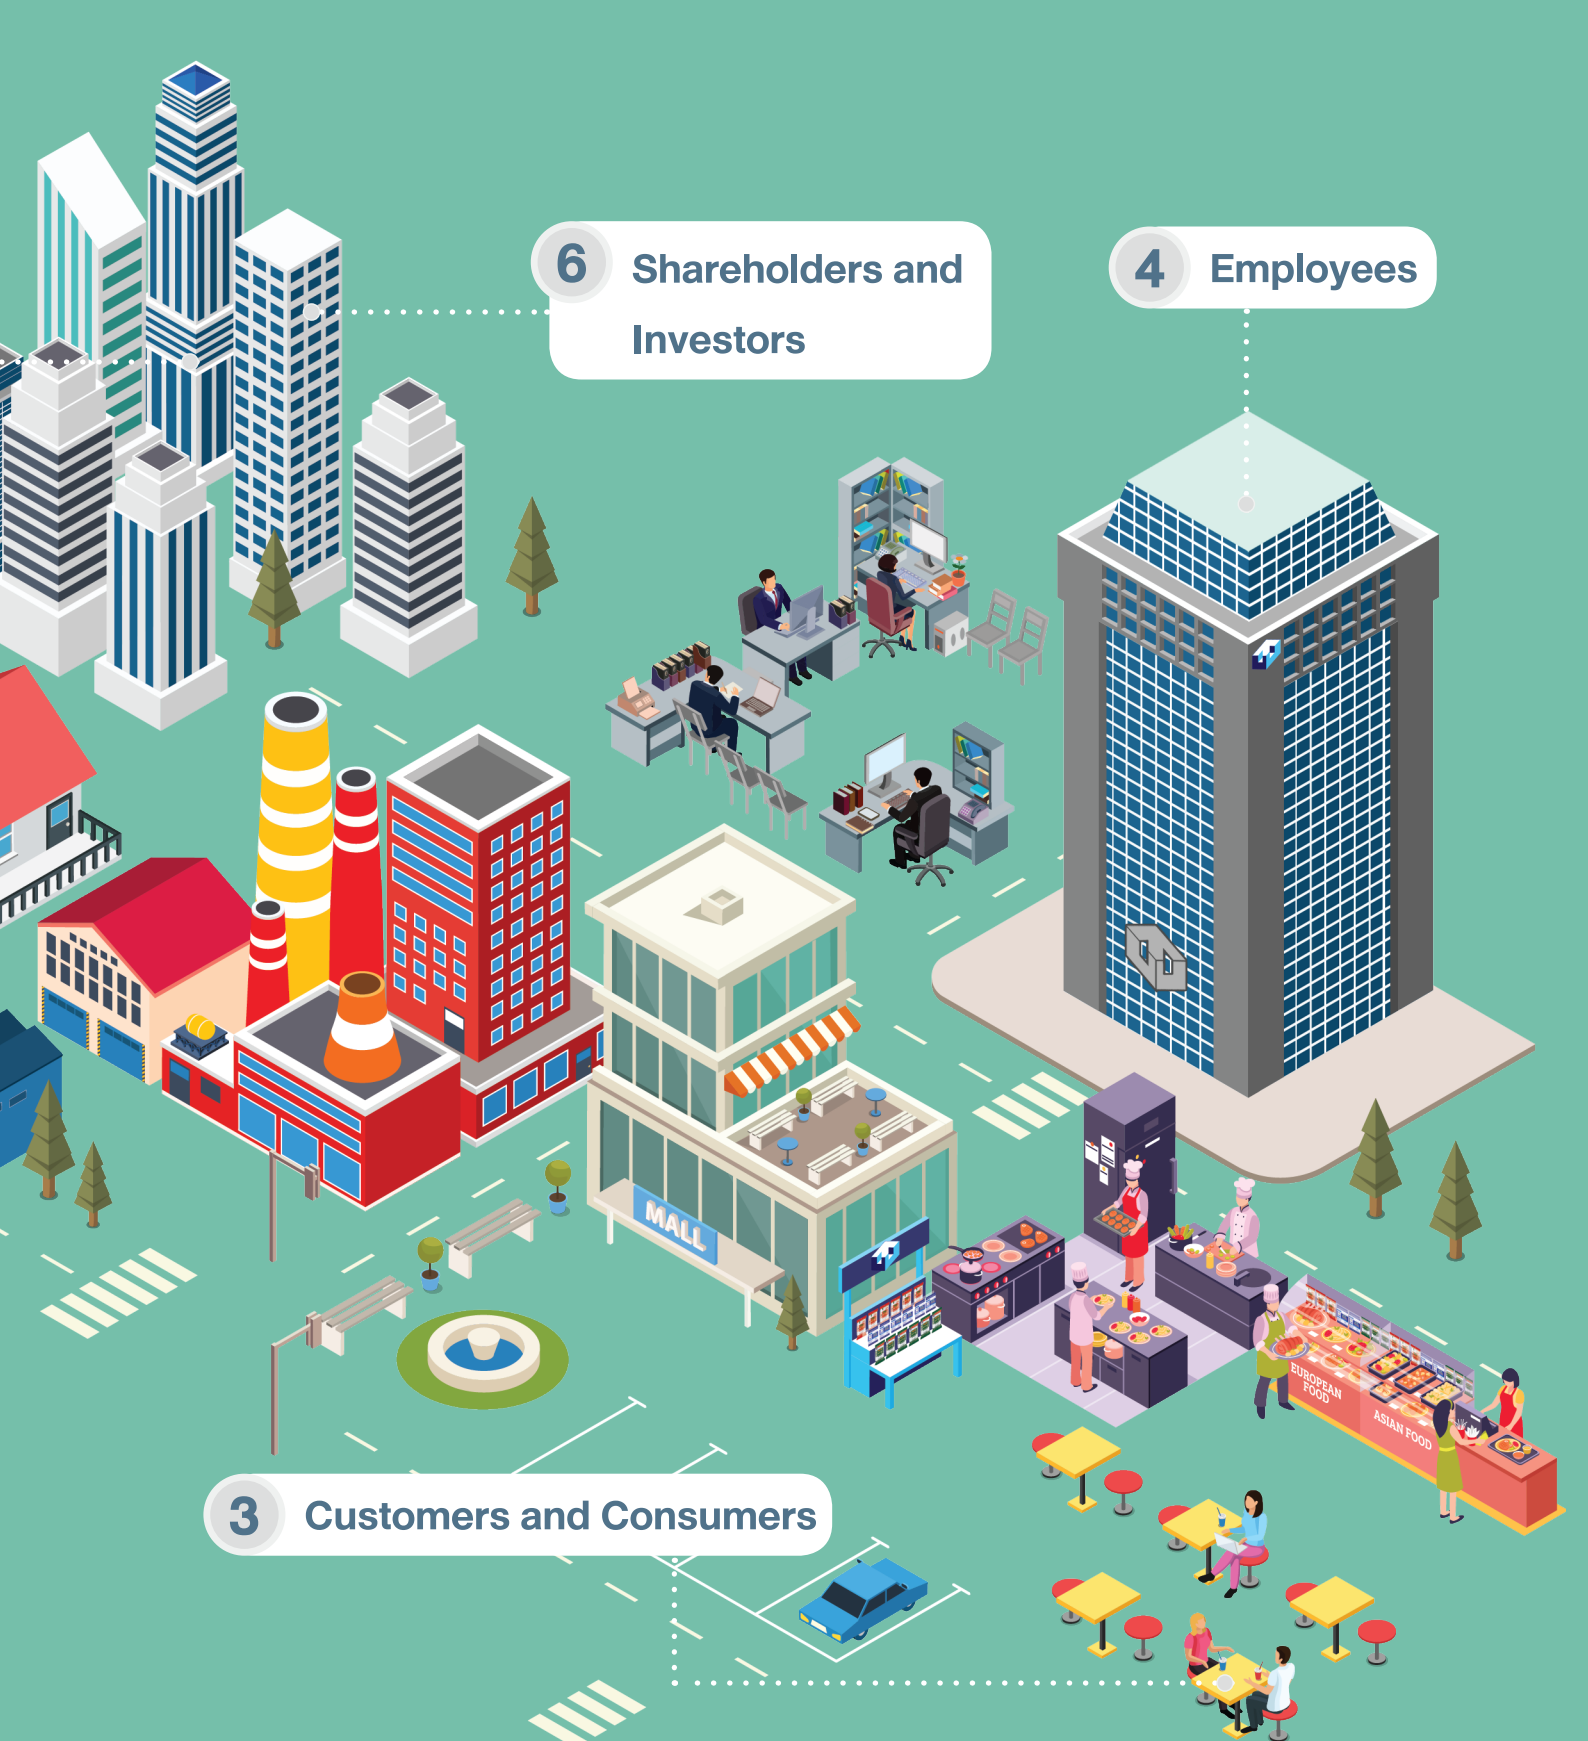 6
Shareholders and
Investors
4
Employees
MALL
EUROPEAN
FOOD
ASIAN FOOD
3
Customers and Consumers